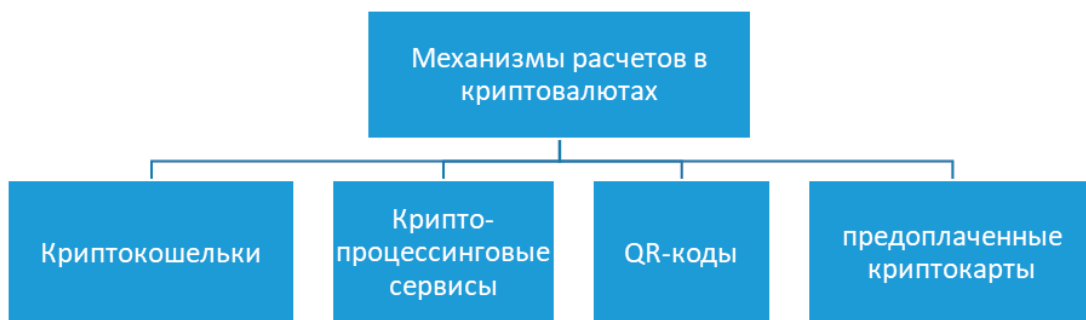 Механизмы расчетов в
криптовалютах
Криптокошельки
Крипто-
процессинговые
сервисы
QR-коды
предоплаченные
криптокарты